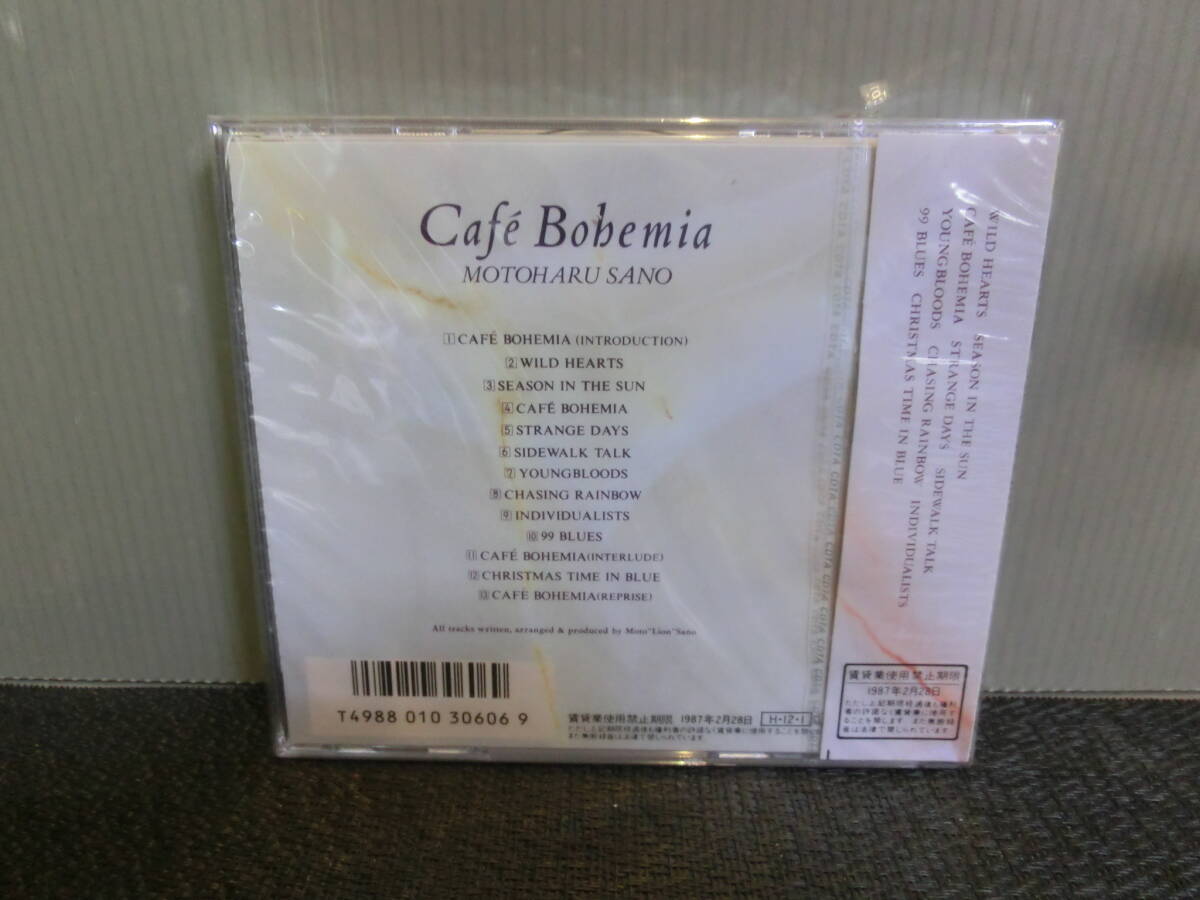 Café Bohemia
MOTOHARU SANO
1 CAFÉ BOHEMIA (INTRODUCTION)
2 WILD HEARTS
3 SEASON IN THE SUN
4 CAFÉ BOHEMIA
5 STRANGE DAYS
6 SIDEWALK TALK
7 YOUNGBLOODS
8 CHASING RAINBOW
9 INDIVIDUALISTS
10 99 BLUES
11 CAFÉ BOHEMIA(INTERLUDE)
12 CHRISTMAS TIME IN BLUE
13 CAFÉ BOHEMIA(REPRISE)
All tracks written, arranged & produced by Moto"Lion"Sano
T4988 010 30606 9
賃貸業使用禁止期限 1987年2月28日 H・12・1
WILD HEARTS SEASON IN THE SUN
CAFÉ BOHEMIA STRANGE DAYS SIDEWALK TALK
YOUNGBLOODS CHASING RAINBOW INDIVIDUALISTS
99 BLUES CHRISTMAS TIME IN BLUE
賃貸業使用禁止期限
1987年2月28日